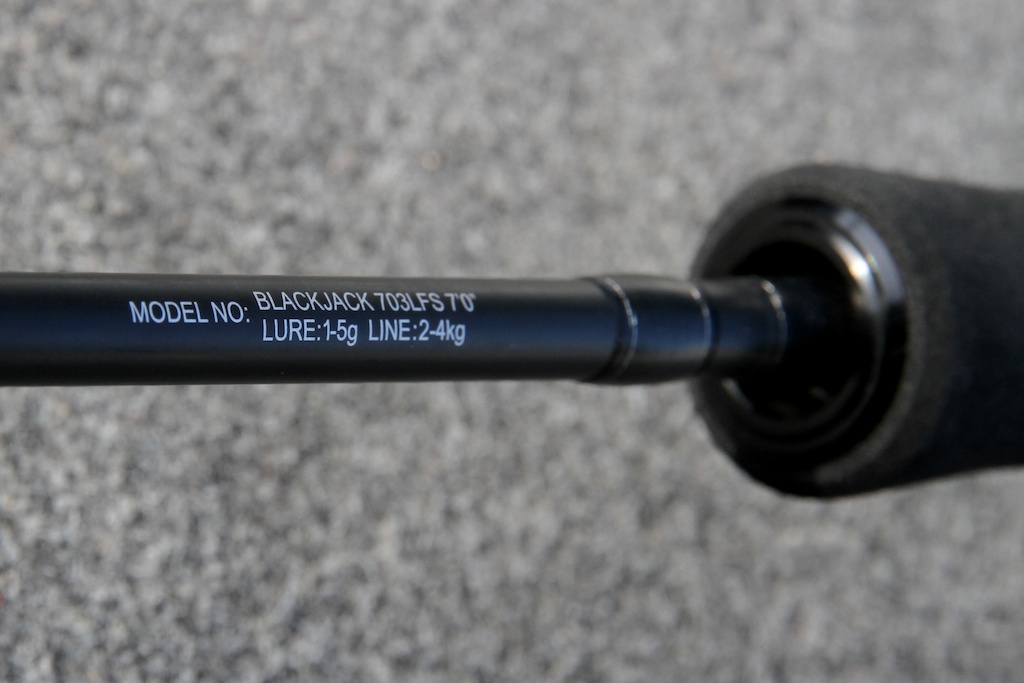 MODEL NO: BLACKJACK 703LFS 7'0"
LURE:1-5g LINE:2-4kg